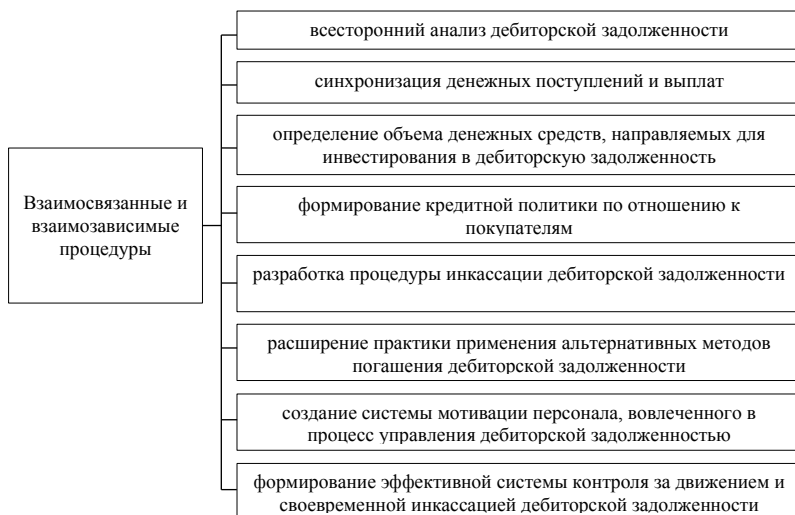 всесторонний анализ дебиторской задолженности
синхронизация денежных поступлений и выплат
определение объема денежных средств, направляемых для
инвестирования в дебиторскую задолженность
Взаимосвязанные и
взаимозависимые
процедуры
формирование кредитной политики по отношению к
покупателям
разработка процедуры инкассации дебиторской задолженности
расширение практики применения альтернативных методов
погашения дебиторской задолженности
создание системы мотивации персонала, вовлеченного в
процесс управления дебиторской задолженностью
формирование эффективной системы контроля за движением и
своевременной инкассацией дебиторской задолженности